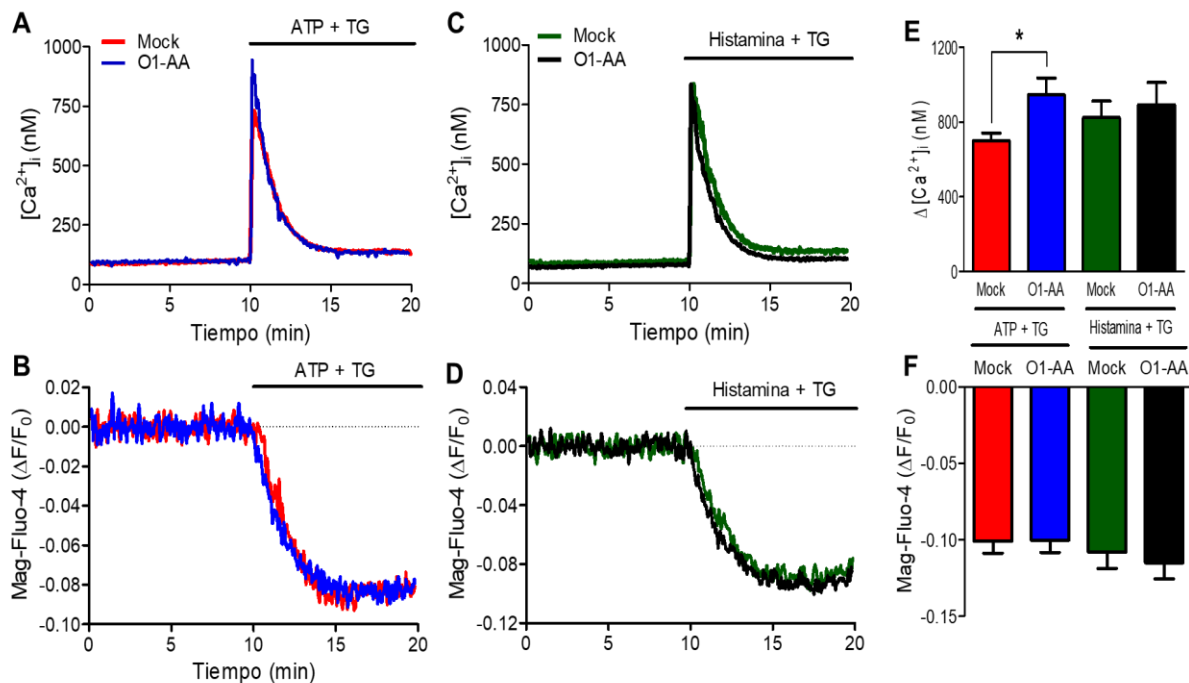 A
ATP + TG
Mock
O1-AA
1000
750
500
250
0
[Ca²⁺]ᵢ (nM)
0 5 10 15 20
Tiempo (min)
C
Histamina + TG
Mock
O1-AA
1000
750
500
250
0
[Ca²⁺]ᵢ (nM)
0 5 10 15 20
Tiempo (min)
E
*
1200
800
400
0
Δ [Ca²⁺]ᵢ (nM)
Mock O1-AA Mock O1-AA
ATP + TG Histamina + TG
B
ATP + TG
0.02
0.00
-0.02
-0.04
-0.06
-0.08
-0.10
Mag-Fluo-4 (ΔF/F₀)
0 5 10 15 20
Tiempo (min)
D
Histamina + TG
0.04
0.00
-0.04
-0.08
-0.12
Mag-Fluo-4 (ΔF/F₀)
0 5 10 15 20
Tiempo (min)
F
Mock O1-AA Mock O1-AA
0.00
-0.05
-0.10
-0.15
Mag-Fluo-4 (ΔF/F₀)